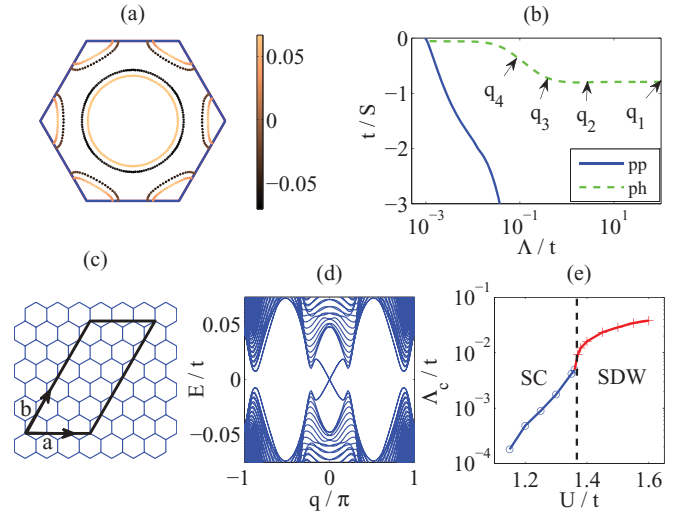 (a)
0.05
0
−0.05
(b)
t / S
0
−1
−2
−3
q₄
q₃
q₂
q₁
pp
ph
10⁻³
10⁻¹
10¹
Λ / t
(c)
b
a
(d)
E / t
0.05
0
−0.05
−1
0
1
q / π
(e)
Λc / t
10⁻¹
10⁻²
10⁻³
10⁻⁴
SC
SDW
1.2
1.4
1.6
U / t